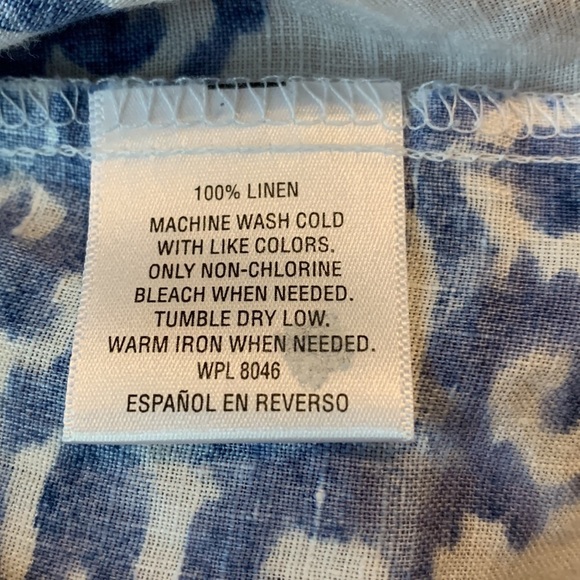 100% LINEN
MACHINE WASH COLD
WITH LIKE COLORS.
ONLY NON-CHLORINE
BLEACH WHEN NEEDED.
TUMBLE DRY LOW.
WARM IRON WHEN NEEDED.
WPL 8046
ESPAÑOL EN REVERSO